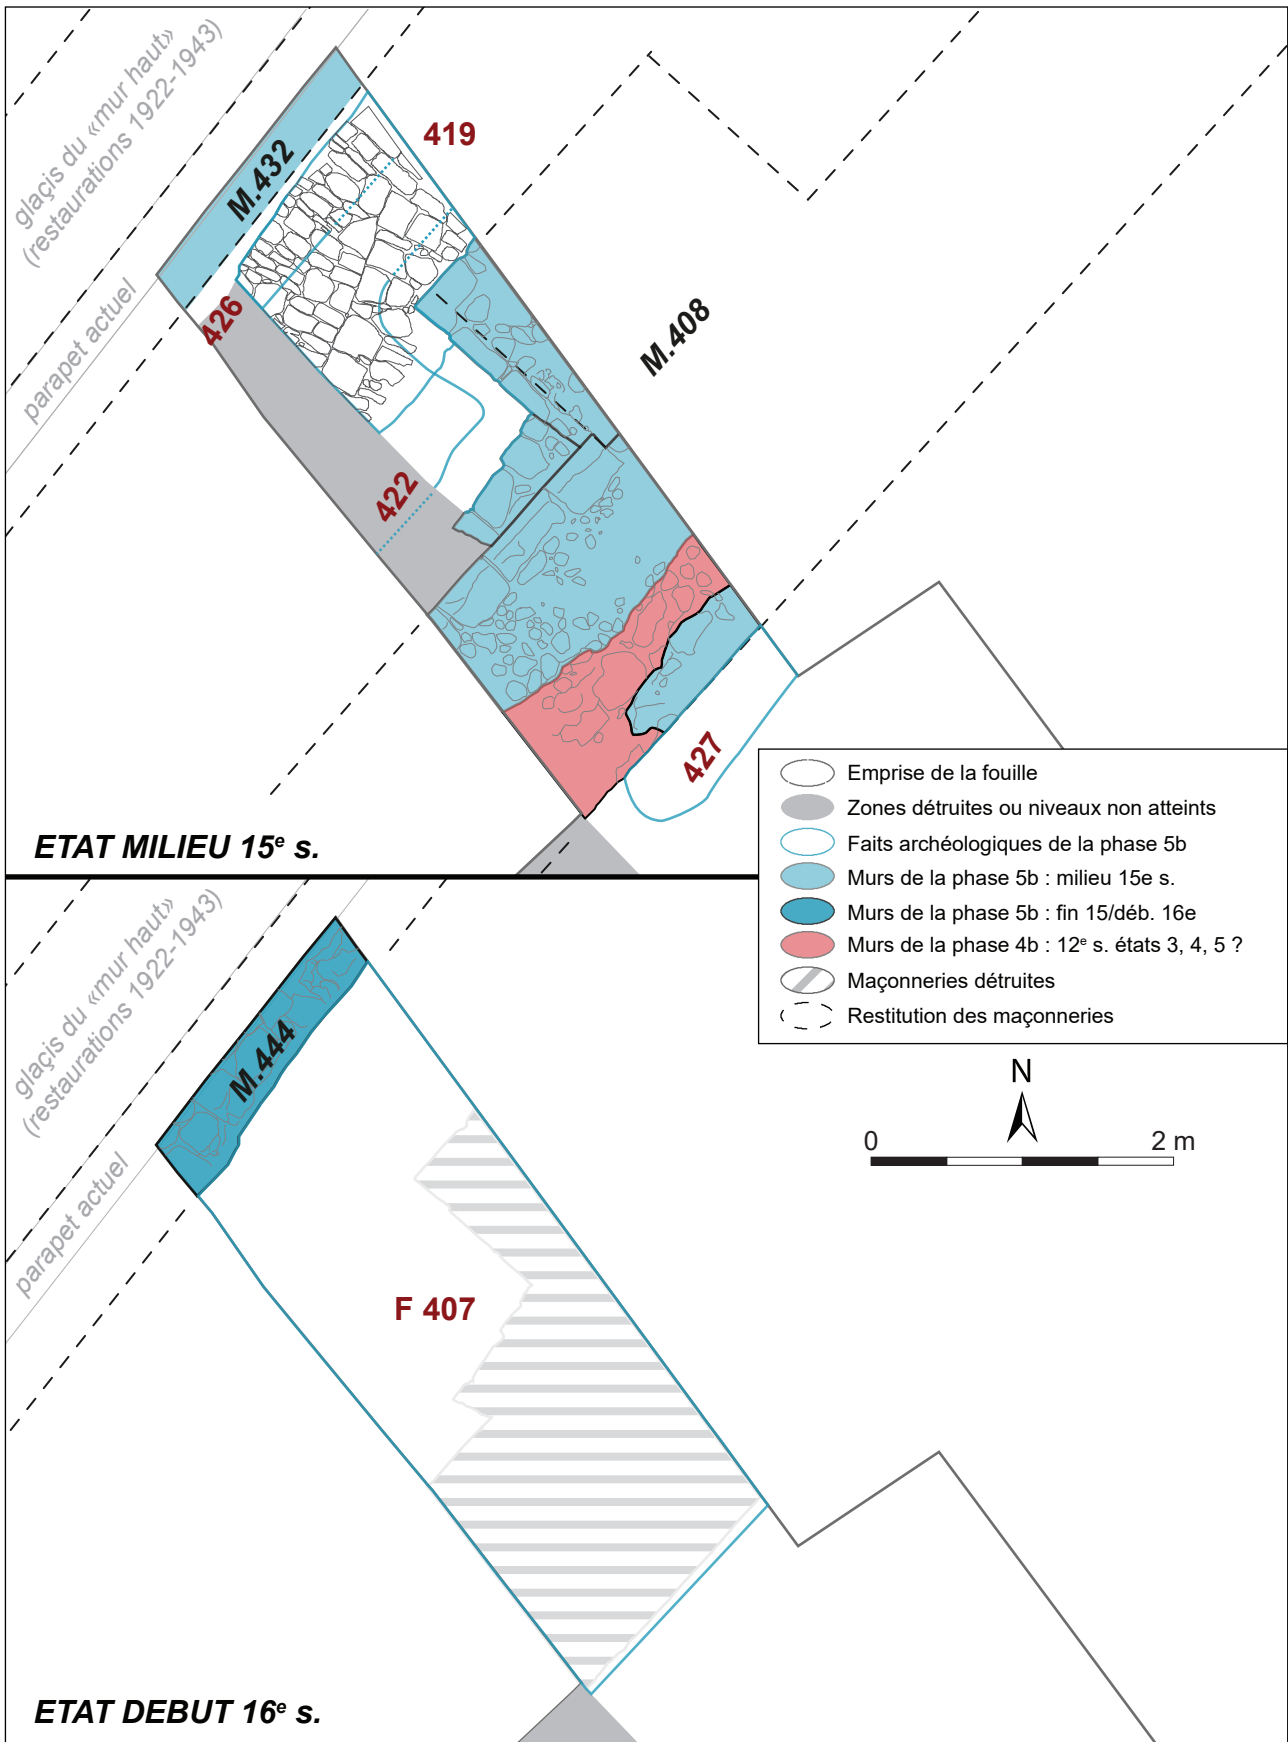 glaçis du «mur haut»
(restaurations 1922-1943)
parapet actuel
M.432
419
426
M.408
422
427
ETAT MILIEU 15e s.
Emprise de la fouille
Zones détruites ou niveaux non atteints
Faits archéologiques de la phase 5b
Murs de la phase 5b : milieu 15e s.
Murs de la phase 5b : fin 15/déb. 16e
Murs de la phase 4b : 12e s. états 3, 4, 5 ?
Maçonneries détruites
Restitution des maçonneries
N
0 2 m
glaçis du «mur haut»
(restaurations 1922-1943)
parapet actuel
M.444
F 407
ETAT DEBUT 16e s.